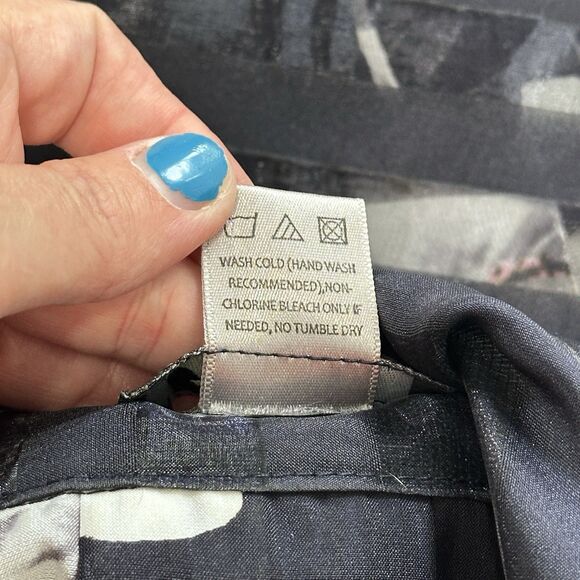 WASH COLD (HAND WASH
RECOMMENDED), NON-
CHLORINE BLEACH ONLY IF
NEEDED, NO TUMBLE DRY